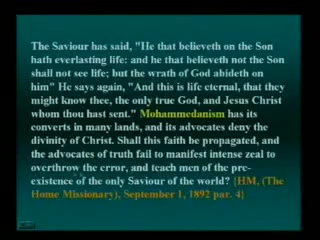 The Saviour has said, "He that believeth on the Son
hath everlasting life: and he that believeth not the Son
shall not see life; but the wrath of God abideth on
him" He says again, "And this is life eternal, that they
might know thee, the only true God, and Jesus Christ
whom thou hast sent." Mohammedanism has its
converts in many lands, and its advocates deny the
divinity of Christ. Shall this faith be propagated, and
the advocates of truth fail to manifest intense zeal to
overthrow the error, and teach men of the pre-
existence of the only Saviour of the world? {HM, (The
Home Missionary), September 1, 1892 par. 4}